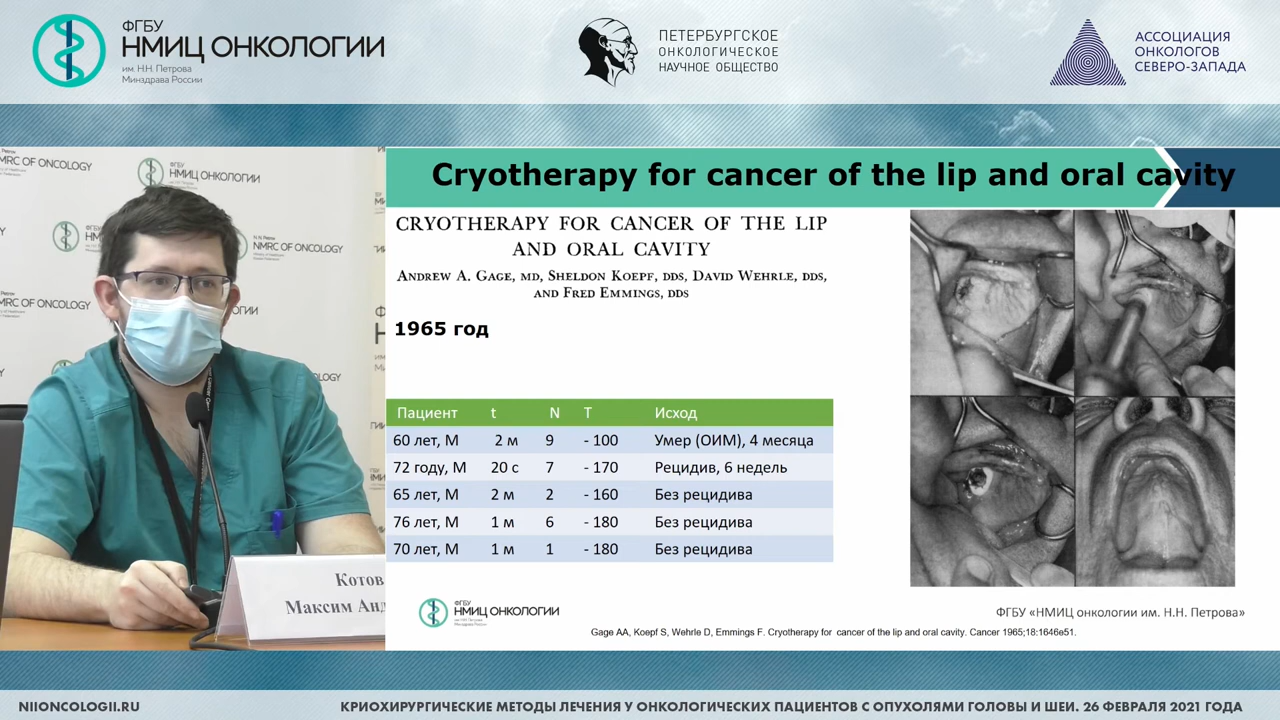 ФГБУ
НМИЦ ОНКОЛОГИИ
им. Н.Н. Петрова
Минздрава России
ПЕТЕРБУРГСКОЕ
ОНКОЛОГИЧЕСКОЕ
НАУЧНОЕ ОБЩЕСТВО
АССОЦИАЦИЯ
ОНКОЛОГОВ
СЕВЕРО-ЗАПАДА
MRC OF ONCOLOGY
ФГБУ
НМИЦ ОНКОЛОГИИ
NMRC OF ONCOLOGY
Котов
Максим Анд
Cryotherapy for cancer of the lip and oral cavity
CRYOTHERAPY FOR CANCER OF THE LIP
AND ORAL CAVITY
ANDREW A. GAGE, MD, SHELDON KOEPF, DDS, DAVID WEHRLE, DDS,
AND FRED EMMINGS, DDS
1965 год
Пациент t N T Исход
60 лет, М 2 м 9 - 100 Умер (ОИМ), 4 месяца
72 году, М 20 с 7 - 170 Рецидив, 6 недель
65 лет, М 2 м 2 - 160 Без рецидива
76 лет, М 1 м 6 - 180 Без рецидива
70 лет, М 1 м 1 - 180 Без рецидива
ФГБУ
НМИЦ ОНКОЛОГИИ
ФГБУ «НМИЦ онкологии им. Н.Н. Петрова»
Gage AA, Koepf S, Wehrle D, Emmings F. Cryotherapy for cancer of the lip and oral cavity. Cancer 1965;18:1646e51.
NIIONCOLOGII.RU
КРИОХИРУРГИЧЕСКИЕ МЕТОДЫ ЛЕЧЕНИЯ У ОНКОЛОГИЧЕСКИХ ПАЦИЕНТОВ С ОПУХОЛЯМИ ГОЛОВЫ И ШЕИ. 26 ФЕВРАЛЯ 2021 ГОДА